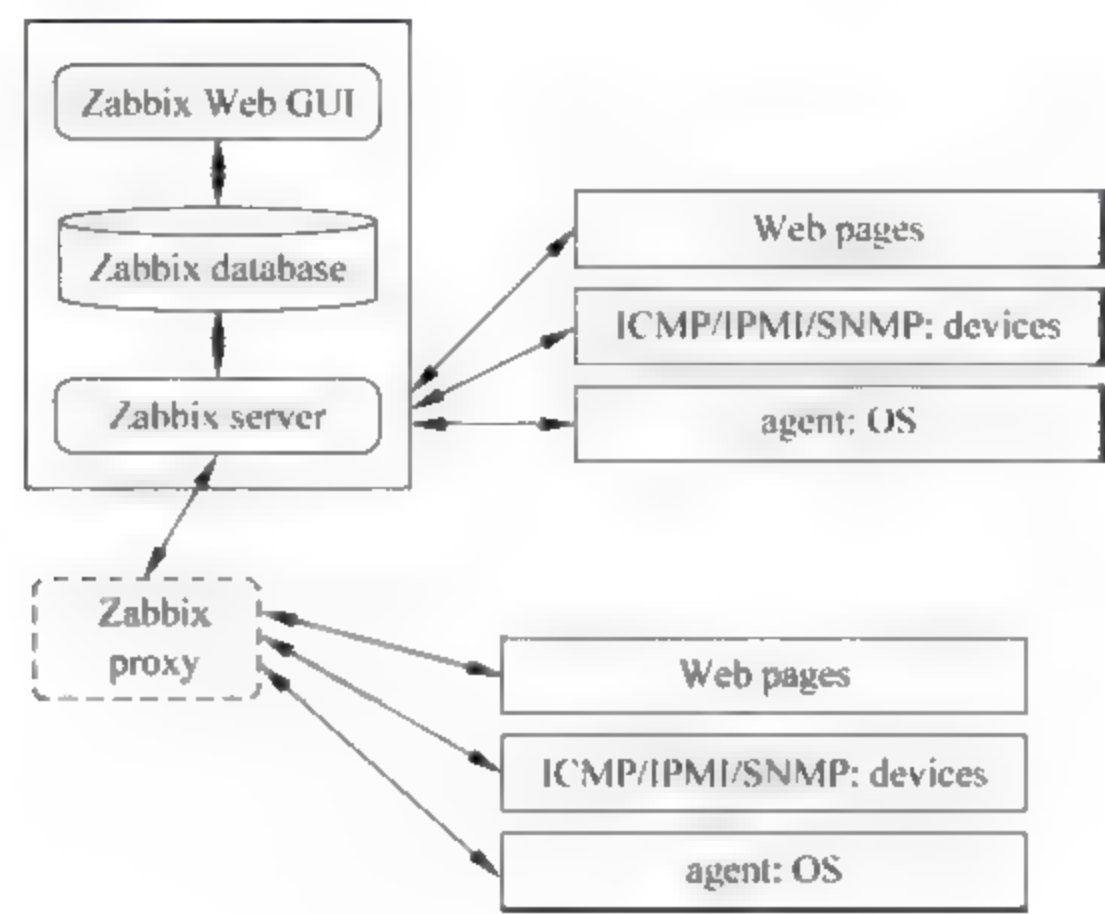 Zabbix Web GUI
Zabbix database
Zabbix server
Web pages
ICMP/IPMI/SNMP: devices
agent: OS
Zabbix
proxy
Web pages
ICMP/IPMI/SNMP: devices
agent: OS